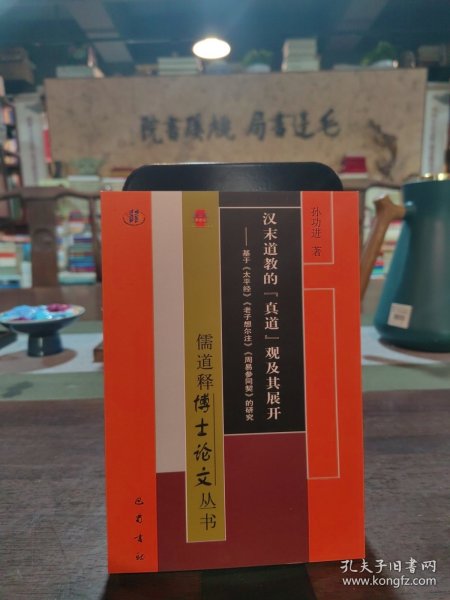 毛边书局 槐荫书院
孙功进 著
汉末道教的「真道」观及其展开
——基于《太平经》《老子想尔注》《周易参同契》的研究
儒道释博士论文丛书
巴蜀书社
孔夫子旧书网
www.kongfz.com